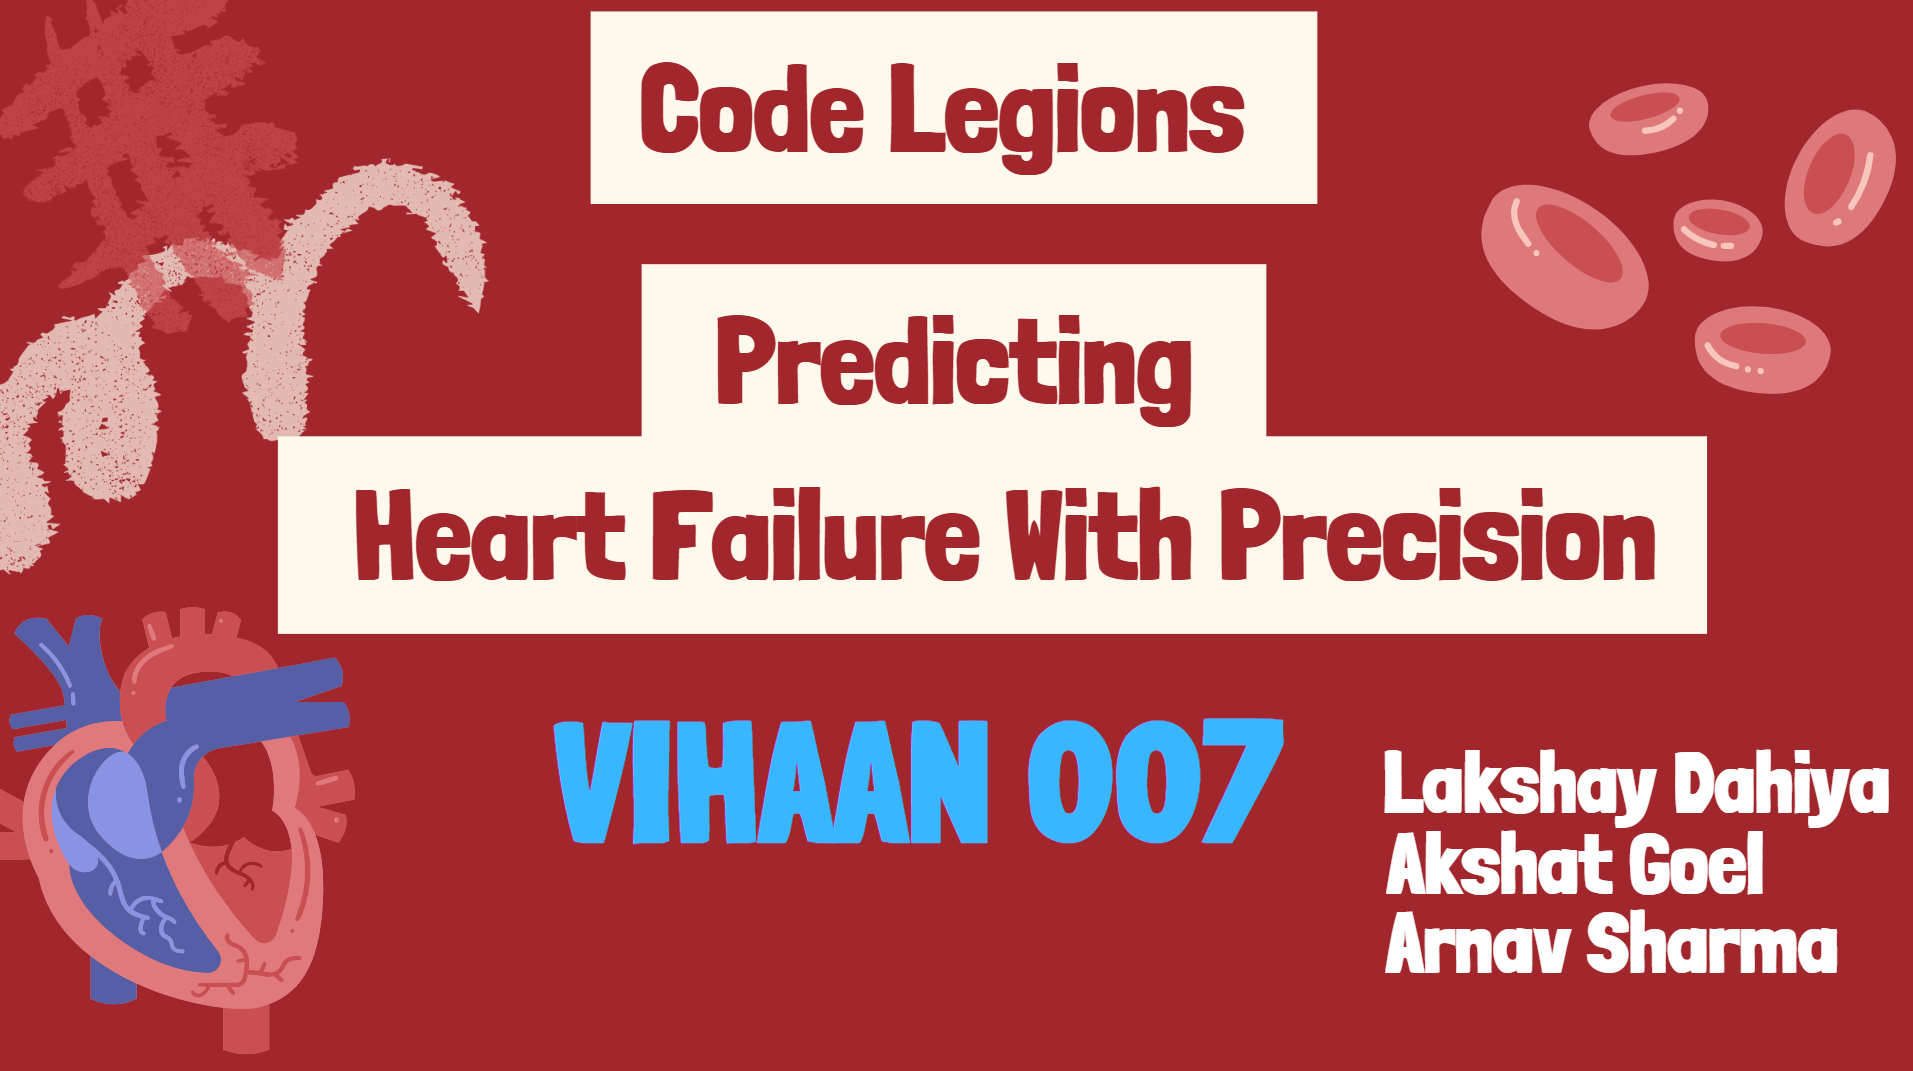 Code Legions
Predicting
Heart Failure With Precision
VIHAAN 007
Lakshay Dahiya
Akshat Goel
Arnav Sharma